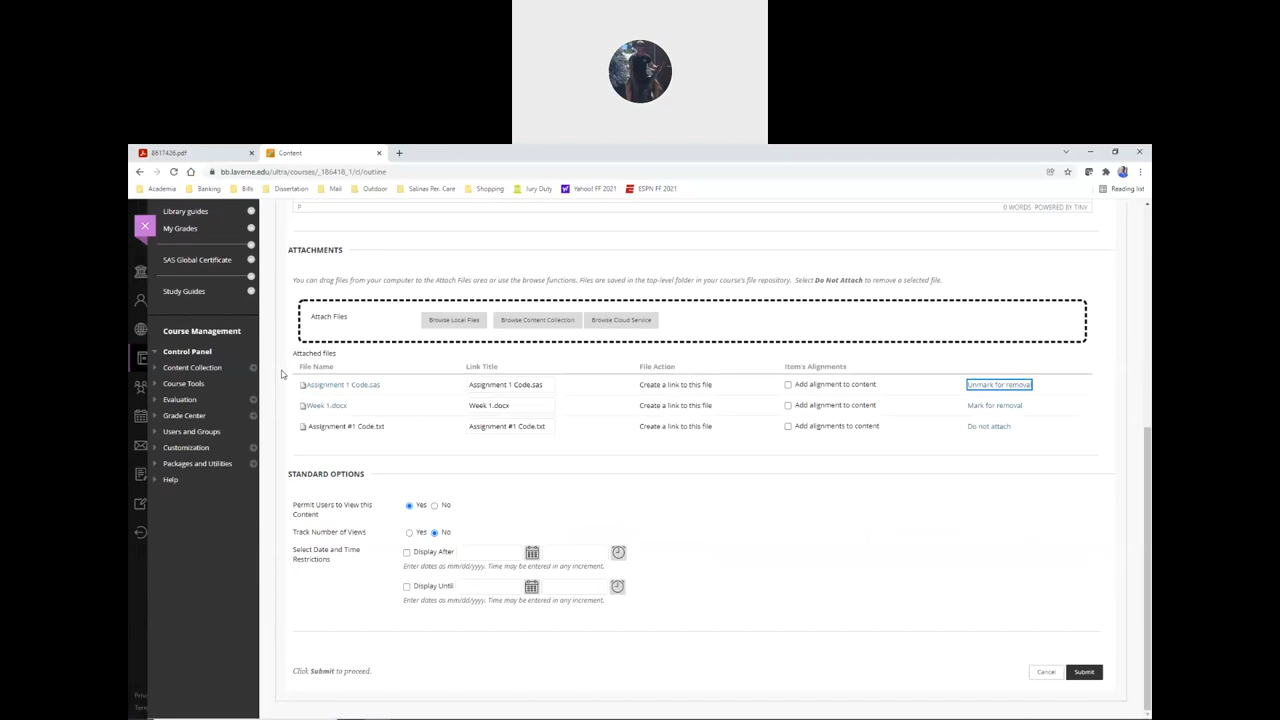 8617426.pdf
Content
bb.laverne.edu/ultra/courses/_186418_1/cl/outline
Academia Banking Bills Dissertation Mail Outdoor Salinas Per. Care Shopping Jury Duty Yahoo! FF 2021 ESPN FF 2021 Reading list
Library guides
My Grades
SAS Global Certificate
Study Guides
Course Management
Control Panel
Content Collection
Course Tools
Evaluation
Grade Center
Users and Groups
Customization
Packages and Utilities
Help
P 0 WORDS POWERED BY TINY
ATTACHMENTS
You can drag files from your computer to the Attach Files area or use the browse functions. Files are saved in the top-level folder in your course's file repository. Select Do Not Attach to remove a selected file.
Attach Files Browse Local Files Browse Content Collection Browse Cloud Service
Attached files
File Name Link Title File Action Item's Alignments
Assignment 1 Code.sas Assignment 1 Code.sas Create a link to this file Add alignment to content Unmark for removal
Week 1.docx Week 1.docx Create a link to this file Add alignment to content Mark for removal
Assignment #1 Code.txt Assignment #1 Code.txt Create a link to this file Add alignments to content Do not attach
STANDARD OPTIONS
Permit Users to View this Yes No
Content
Track Number of Views Yes No
Select Date and Time Display After
Restrictions
Enter dates as mm/dd/yyyy. Time may be entered in any increment.
Display Until
Enter dates as mm/dd/yyyy. Time may be entered in any increment.
Click Submit to proceed. Cancel Submit